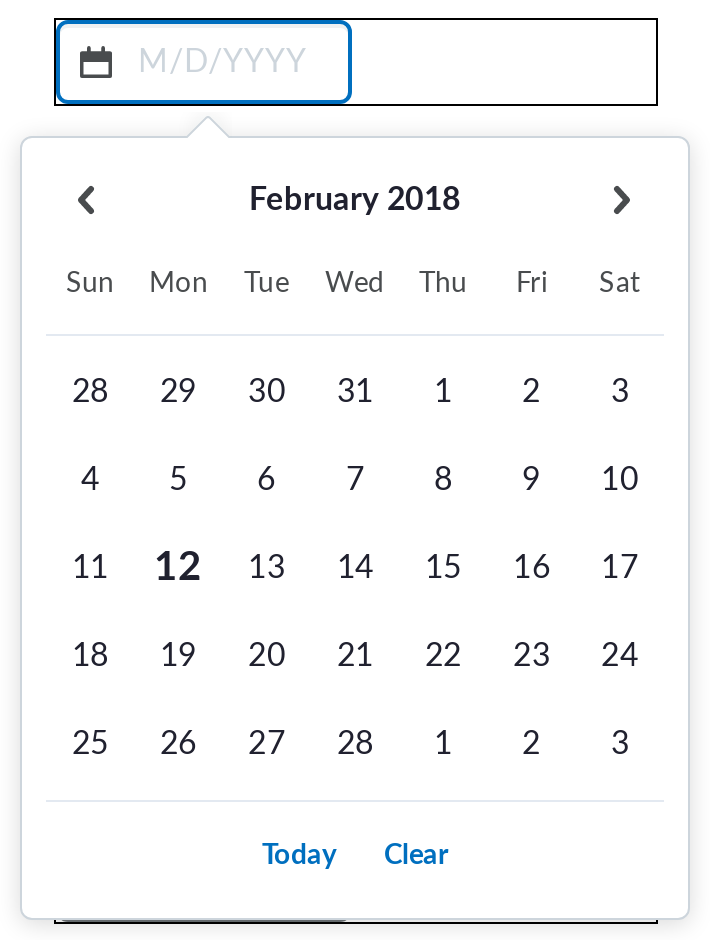 M/D/YYYY
February 2018
Sun Mon Tue Wed Thu Fri Sat
28 29 30 31 1 2 3
4 5 6 7 8 9 10
11 12 13 14 15 16 17
18 19 20 21 22 23 24
25 26 27 28 1 2 3
Today Clear